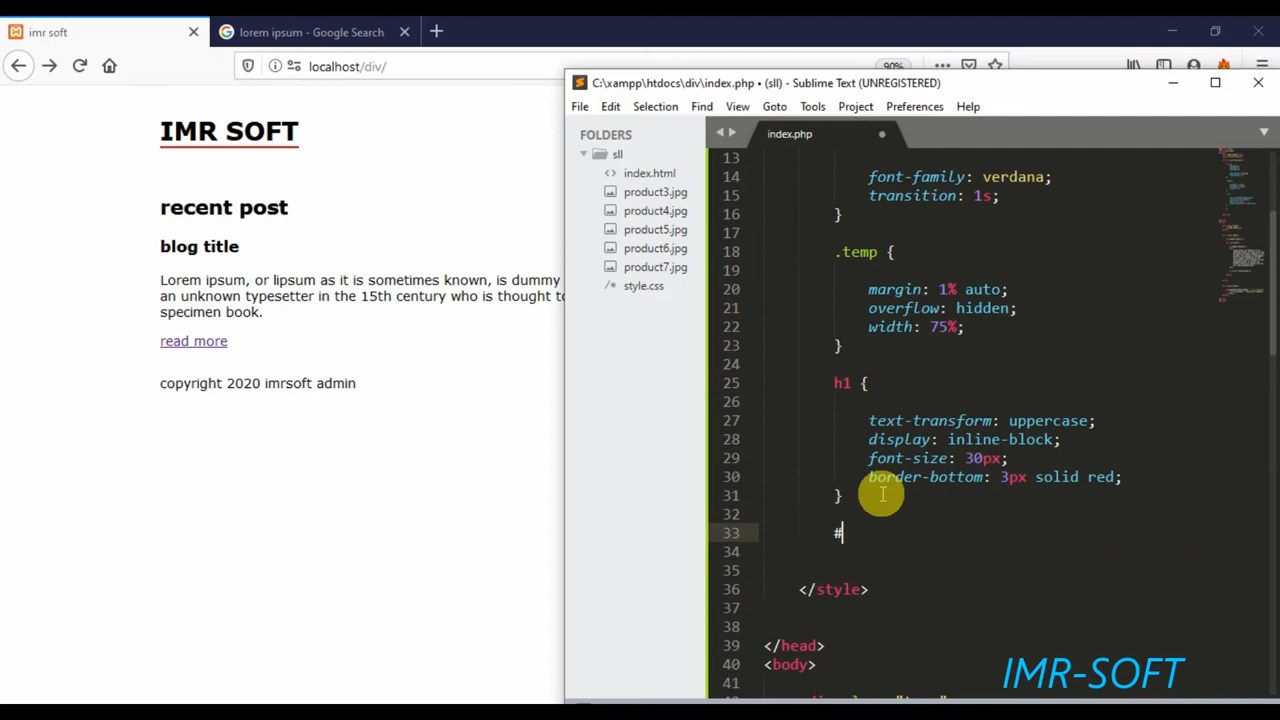 imr soft
lorem ipsum - Google Search
localhost/div/
90%
IMR SOFT
recent post
blog title
Lorem ipsum, or lipsum as it is sometimes known, is dummy
an unknown typesetter in the 15th century who is thought to
specimen book.
read more
copyright 2020 imrsoft admin
C:\xampp\htdocs\div\index.php • (sll) - Sublime Text (UNREGISTERED)
File Edit Selection Find View Goto Tools Project Preferences Help
FOLDERS
sll
index.html
product3.jpg
product4.jpg
product5.jpg
product6.jpg
product7.jpg
style.css
index.php
13
14 font-family: verdana;
15 transition: 1s;
16 }
17
18 .temp {
19
20 margin: 1% auto;
21 overflow: hidden;
22 width: 75%;
23 }
24
25 h1 {
26
27 text-transform: uppercase;
28 display: inline-block;
29 font-size: 30px;
30 border-bottom: 3px solid red;
31 }
32
33 #
34
35
36 </style>
37
38
39 </head>
40 <body>
41
IMR-SOFT